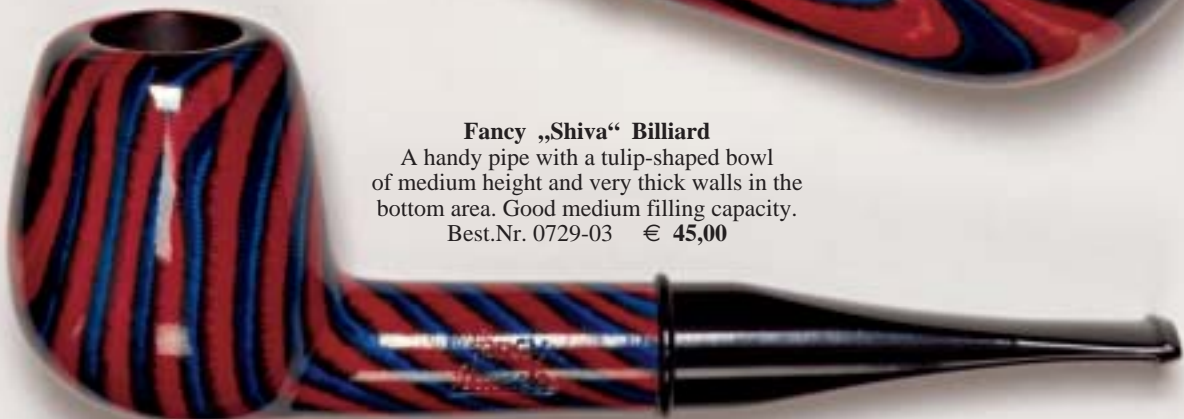 Fancy „Shiva“ Billiard
A handy pipe with a tulip-shaped bowl
of medium height and very thick walls in the
bottom area. Good medium filling capacity.
Best.Nr. 0729-03 € 45,00